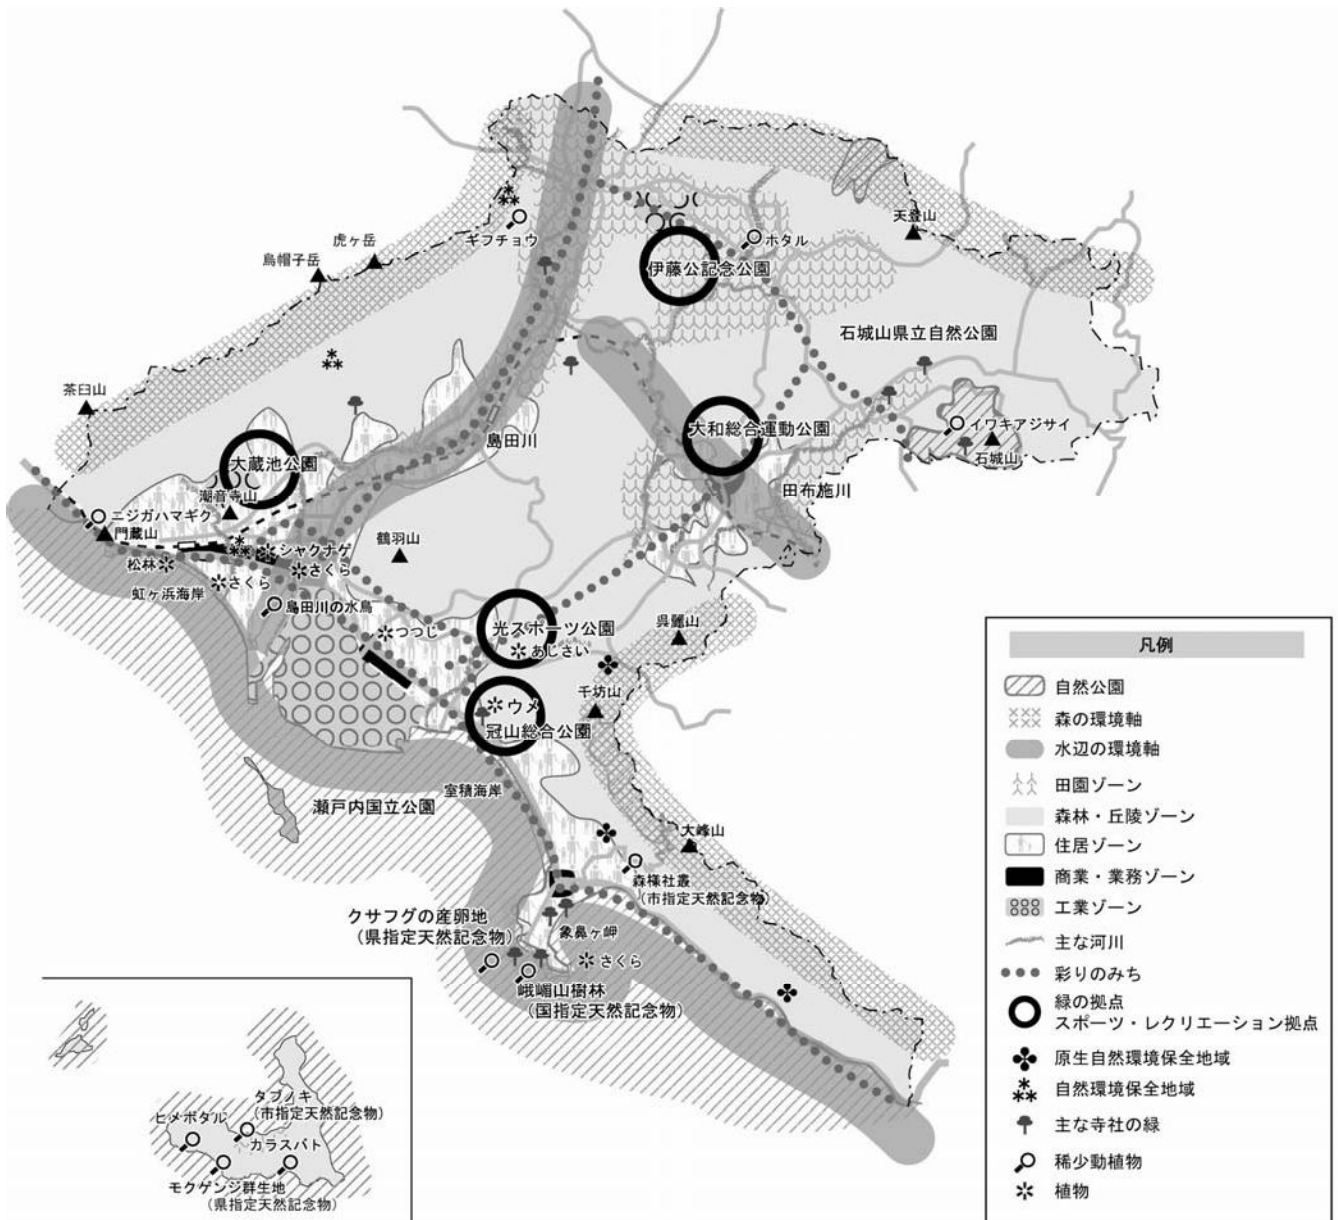 天登山
ギフチョウ
ホタル
虎ヶ岳
烏帽子岳
伊藤公記念公園
石城山県立自然公園
茶臼山
島田川
大和総合運動公園
イワキアジサイ
石城山
大蔵池公園
潮音寺山
田布施川
ニジガハマギク
門蔵山
シャクナゲ
鶴羽山
松林
さくら
さくら
虹ヶ浜海岸
島田川の水鳥
つつじ
光スポーツ公園
あじさい
呉麓山
千坊山
ウメ
冠山総合公園
室積海岸
瀬戸内国立公園
大峰山
森様社叢
(市指定天然記念物)
クサフグの産卵地
(県指定天然記念物)
象鼻ヶ岬
さくら
峨嵋山樹林
(国指定天然記念物)
タブノキ
(市指定天然記念物)
ヒメボタル
カラスバト
モクゲンジ群生地
(県指定天然記念物)
凡例
自然公園
森の環境軸
水辺の環境軸
田園ゾーン
森林・丘陵ゾーン
住居ゾーン
商業・業務ゾーン
工業ゾーン
主な河川
彩りのみち
緑の拠点
スポーツ・レクリエーション拠点
原生自然環境保全地域
自然環境保全地域
主な寺社の緑
稀少動植物
植物